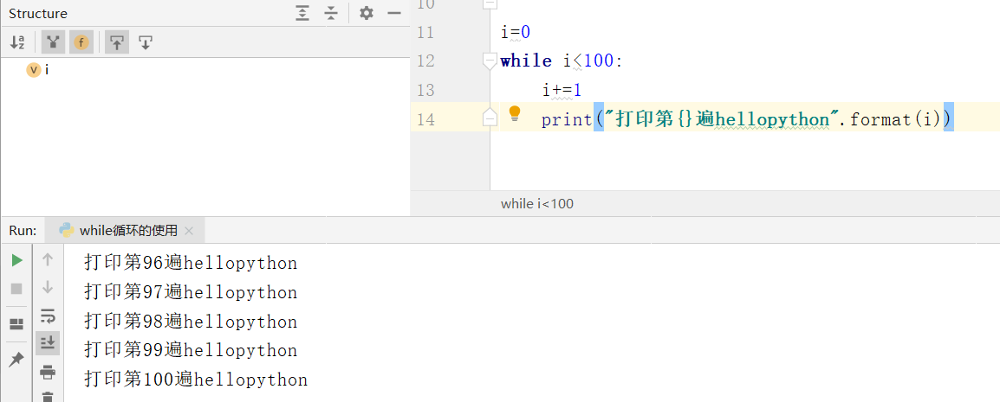 Structure
v i
10
11 i=0
12 while i<100:
13 i+=1
14 print("打印第{}遍hellopython".format(i))
while i<100
Run: while循环的使用
打印第96遍hellopython
打印第97遍hellopython
打印第98遍hellopython
打印第99遍hellopython
打印第100遍hellopython